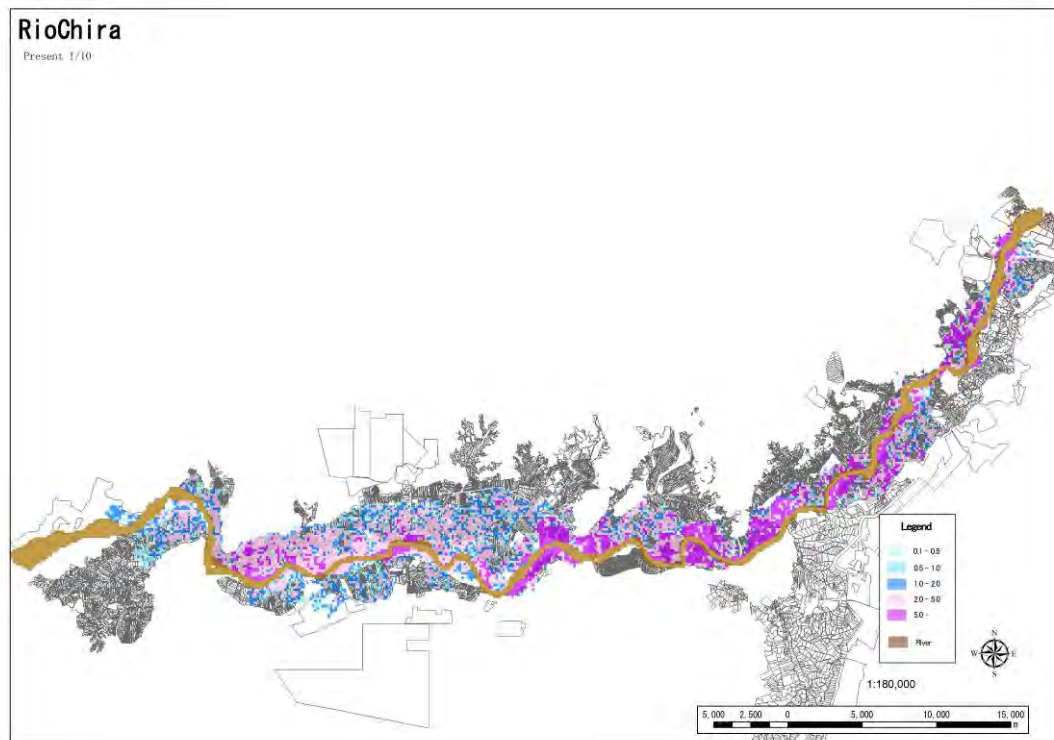 RioChira
Present 1/10
Legend
0.1 - 0.5
0.5 - 1.0
1.0 - 2.0
2.0 - 5.0
5.0 -
River
N
W E
S
1:180,000
5,000 2,500 0 5,000 10,000 15,000
m